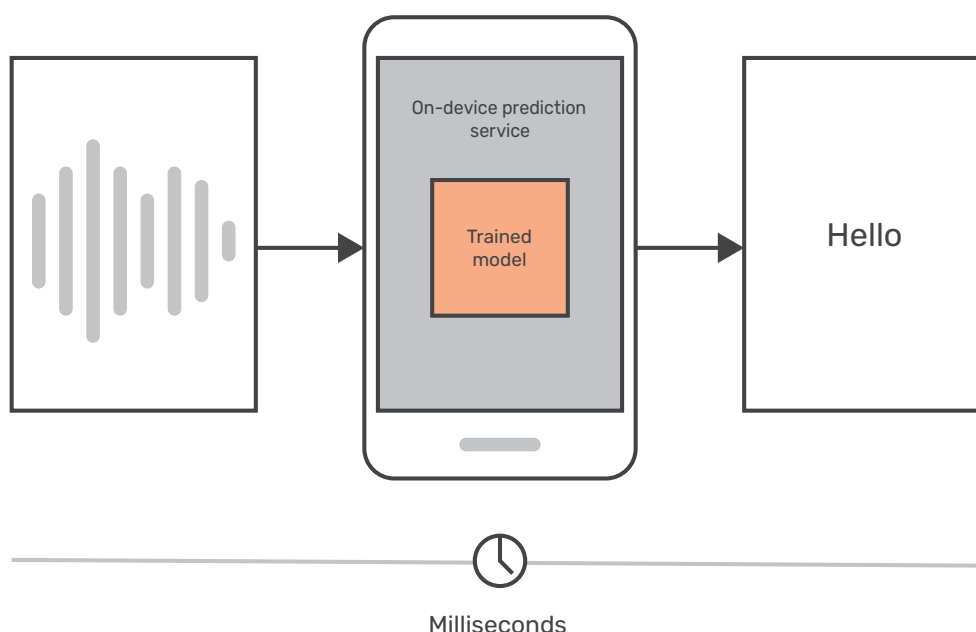 On-device prediction
service
Trained
model
Hello
Milliseconds